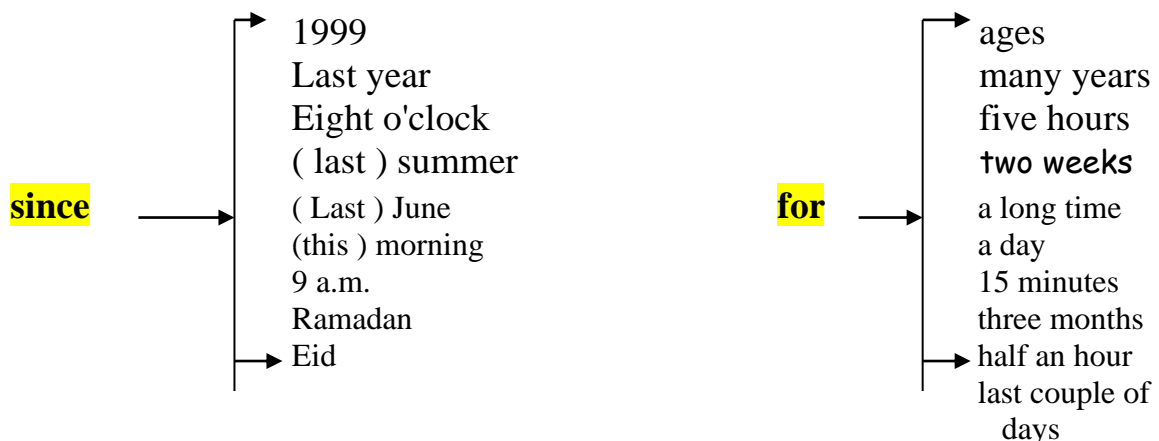 since
1999
Last year
Eight o'clock
( last ) summer
( Last ) June
(this ) morning
9 a.m.
Ramadan
Eid
for
ages
many years
five hours
two weeks
a long time
a day
15 minutes
three months
half an hour
last couple of
days